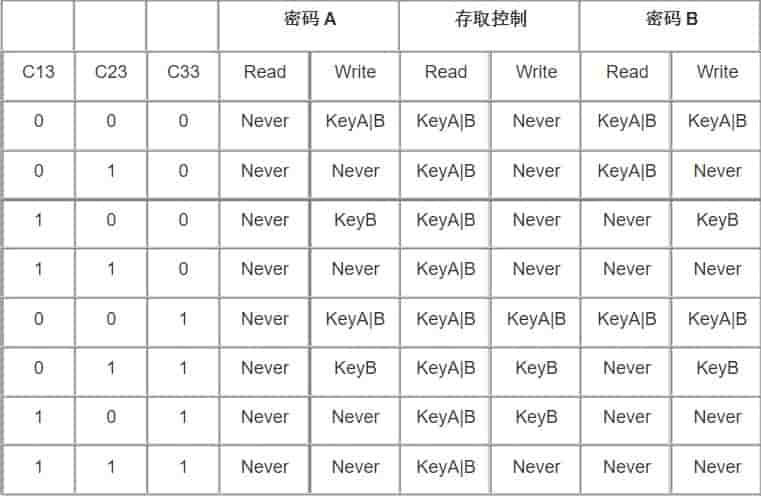 密码 A 存取控制 密码 B
C13 C23 C33 Read Write Read Write Read Write
0 0 0 Never KeyA|B KeyA|B Never KeyA|B KeyA|B
0 1 0 Never Never KeyA|B Never KeyA|B Never
1 0 0 Never KeyB KeyA|B Never Never KeyB
1 1 0 Never Never KeyA|B Never Never Never
0 0 1 Never KeyA|B KeyA|B KeyA|B KeyA|B KeyA|B
0 1 1 Never KeyB KeyA|B KeyB Never KeyB
1 0 1 Never Never KeyA|B KeyB Never Never
1 1 1 Never Never KeyA|B Never Never Never